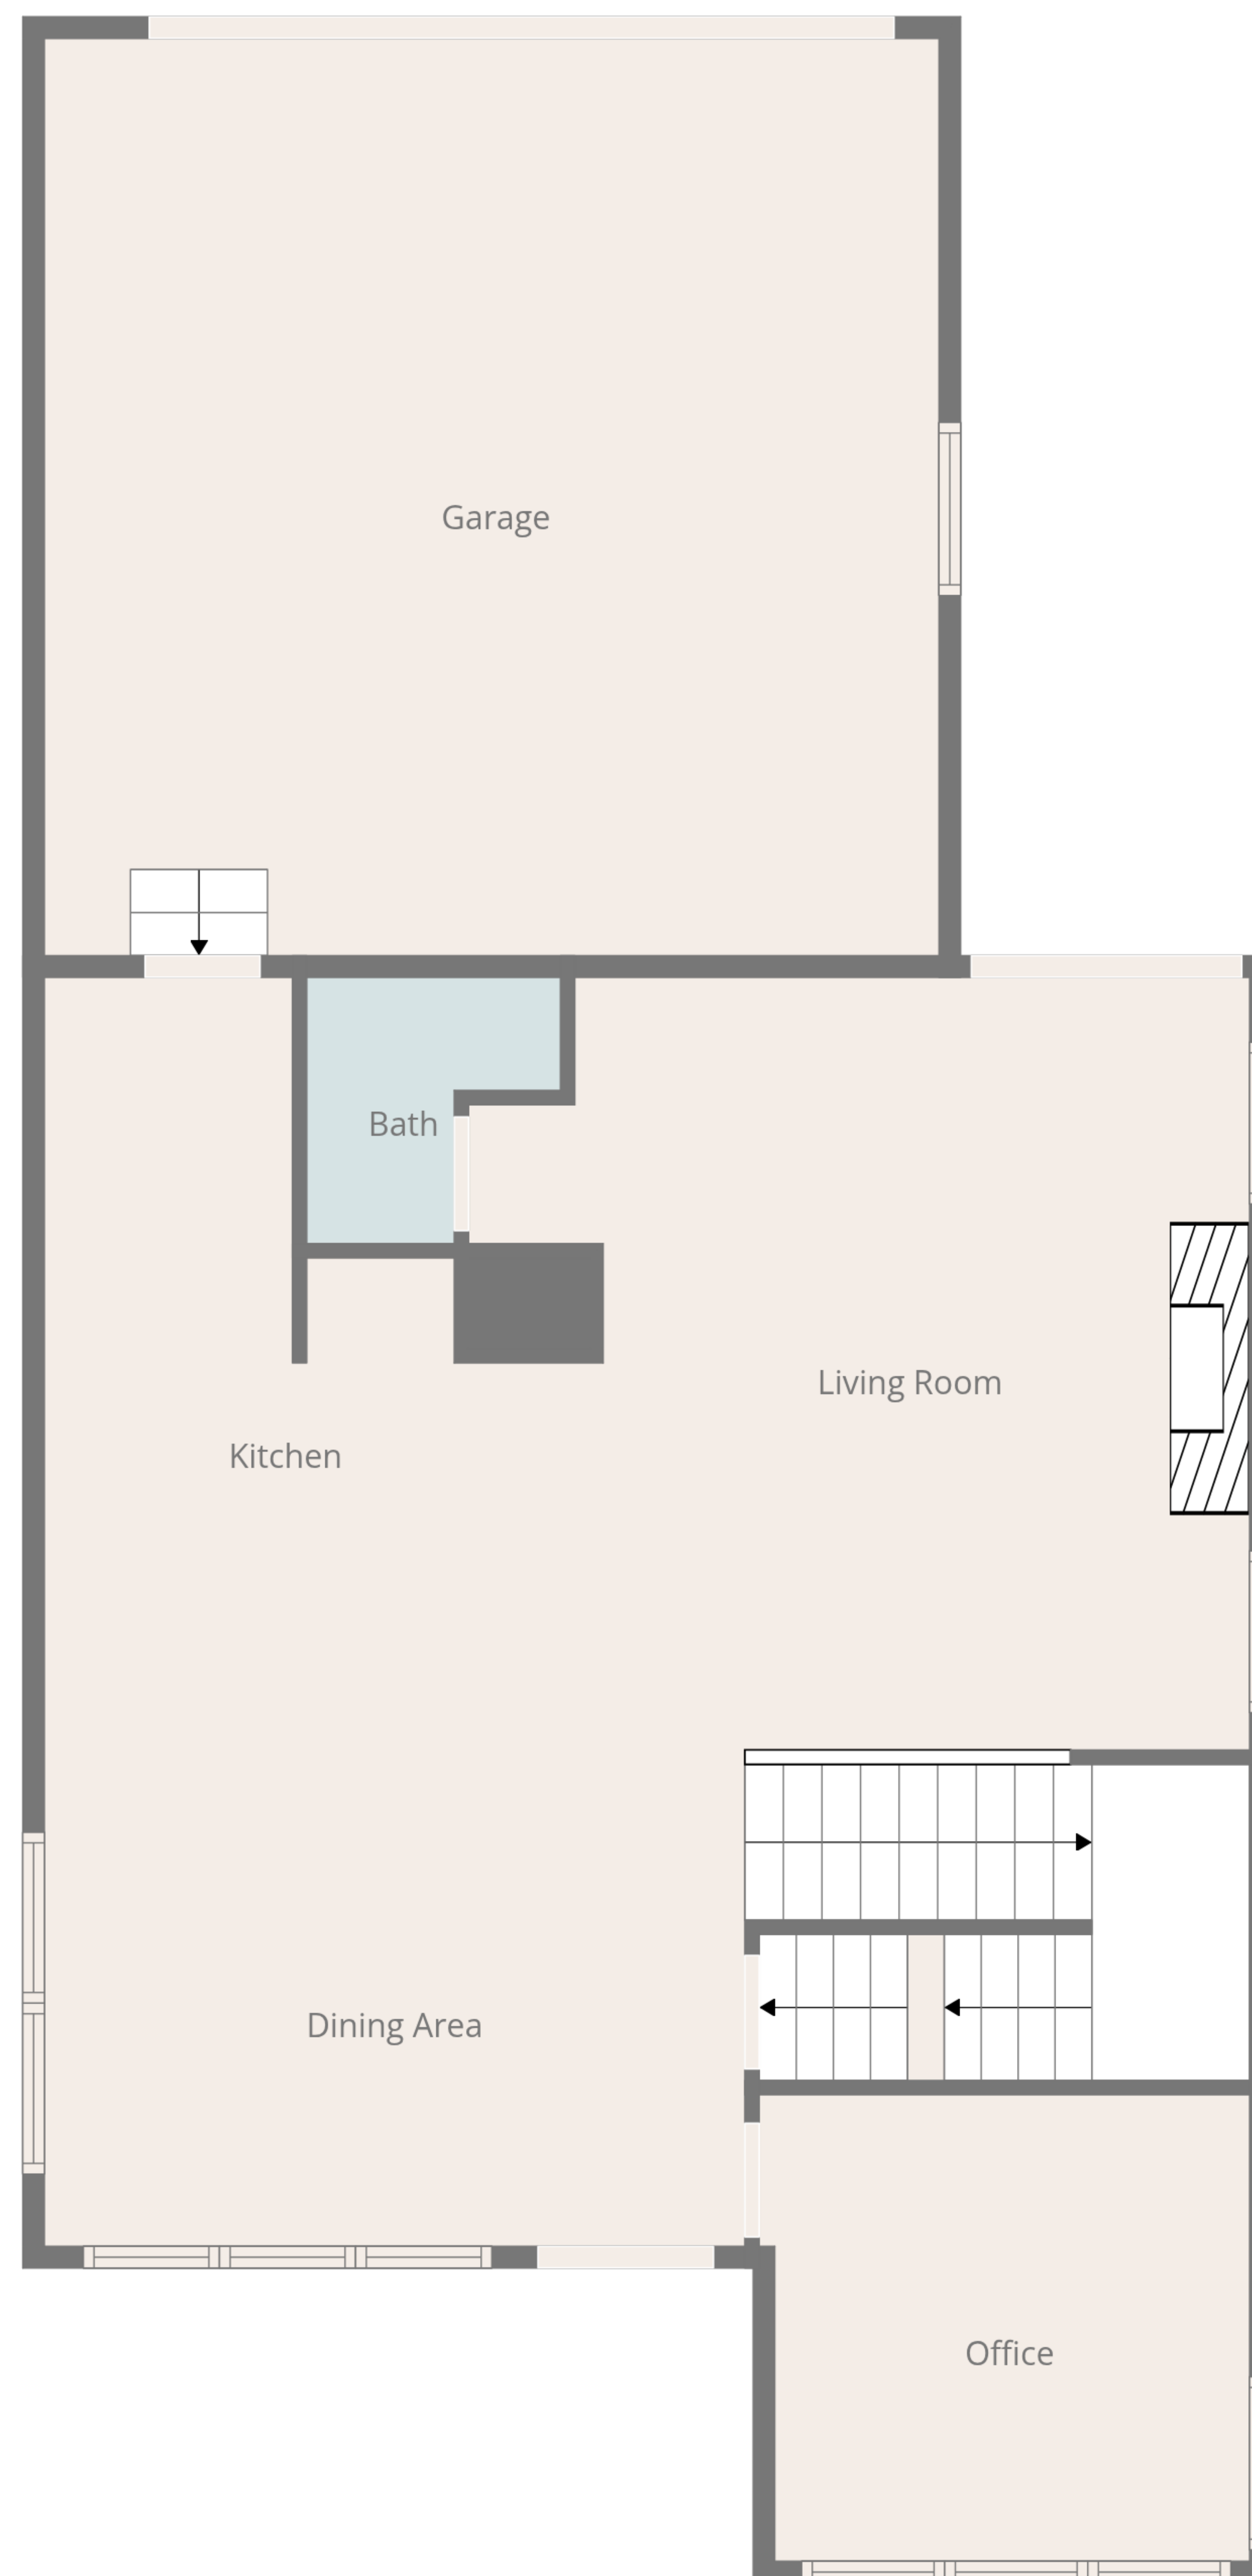 Garage
Bath
Living Room
Kitchen
Dining Area
Office